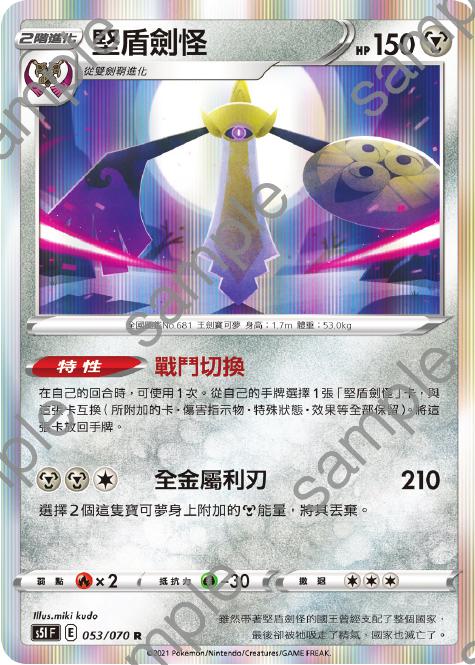 2階進化 堅盾劍怪 HP 150
從雙劍鞘進化
全國圖鑑No.681 王劍寶可夢 身高：1.7m 體重：53.0kg
特性 戰鬥切換
在自己的回合時，可使用1次。從自己的手牌選擇1張「堅盾劍怪」卡，與
這張卡互換（所附加的卡・傷害指示物・特殊狀態・效果等全部保留）。將這
張卡放回手牌。
全金屬利刃 210
選擇2個這隻寶可夢身上附加的能量，將其丟棄。
弱點 ×2 抵抗力 -30 撤退
Illus.miki kudo
S5I F E 053/070 R
雖然帶著堅盾劍怪的國王曾經支配了整個國家，
最後卻被牠吸走了精氣，國家也滅亡了。
©2021 Pokémon/Nintendo/Creatures/GAME FREAK.
sample
sample
sample
sample
sample
sample